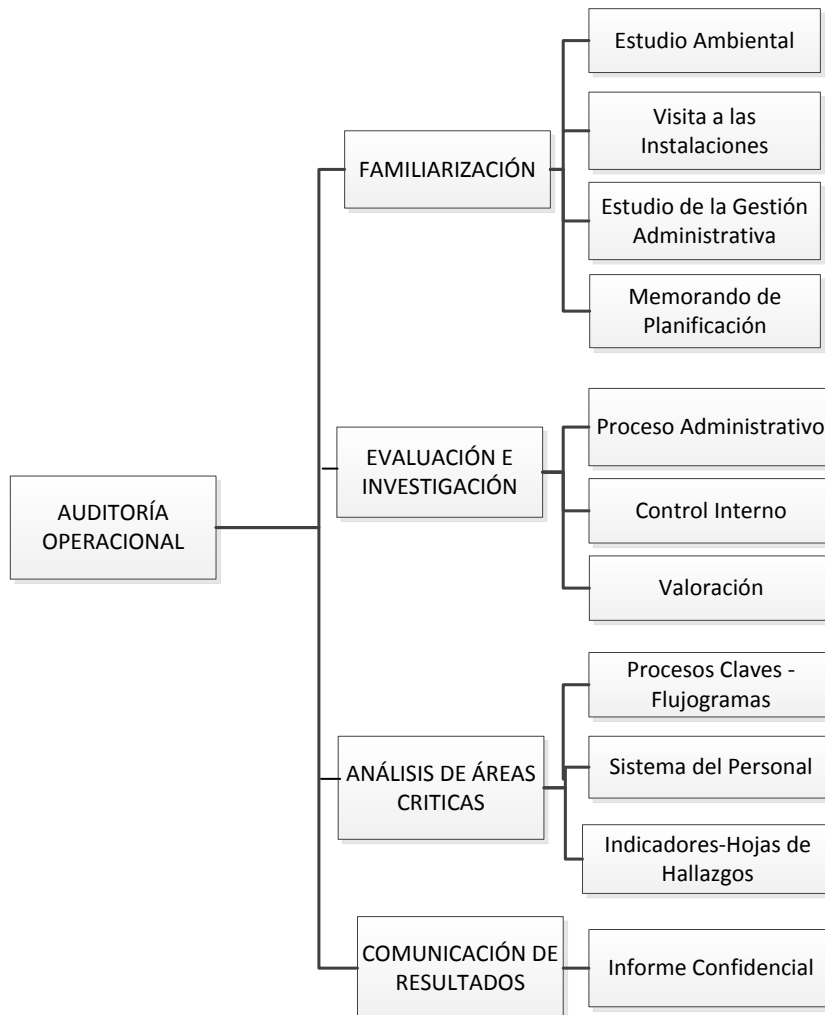 AUDITORÍA
OPERACIONAL
FAMILIARIZACIÓN
Estudio Ambiental
Visita a las
Instalaciones
Estudio de la Gestión
Administrativa
Memorando de
Planificación
EVALUACIÓN E
INVESTIGACIÓN
Proceso Administrativo
Control Interno
Valoración
ANÁLISIS DE ÁREAS
CRITICAS
Procesos Claves -
Flujogramas
Sistema del Personal
Indicadores-Hojas de
Hallazgos
COMUNICACIÓN DE
RESULTADOS
Informe Confidencial